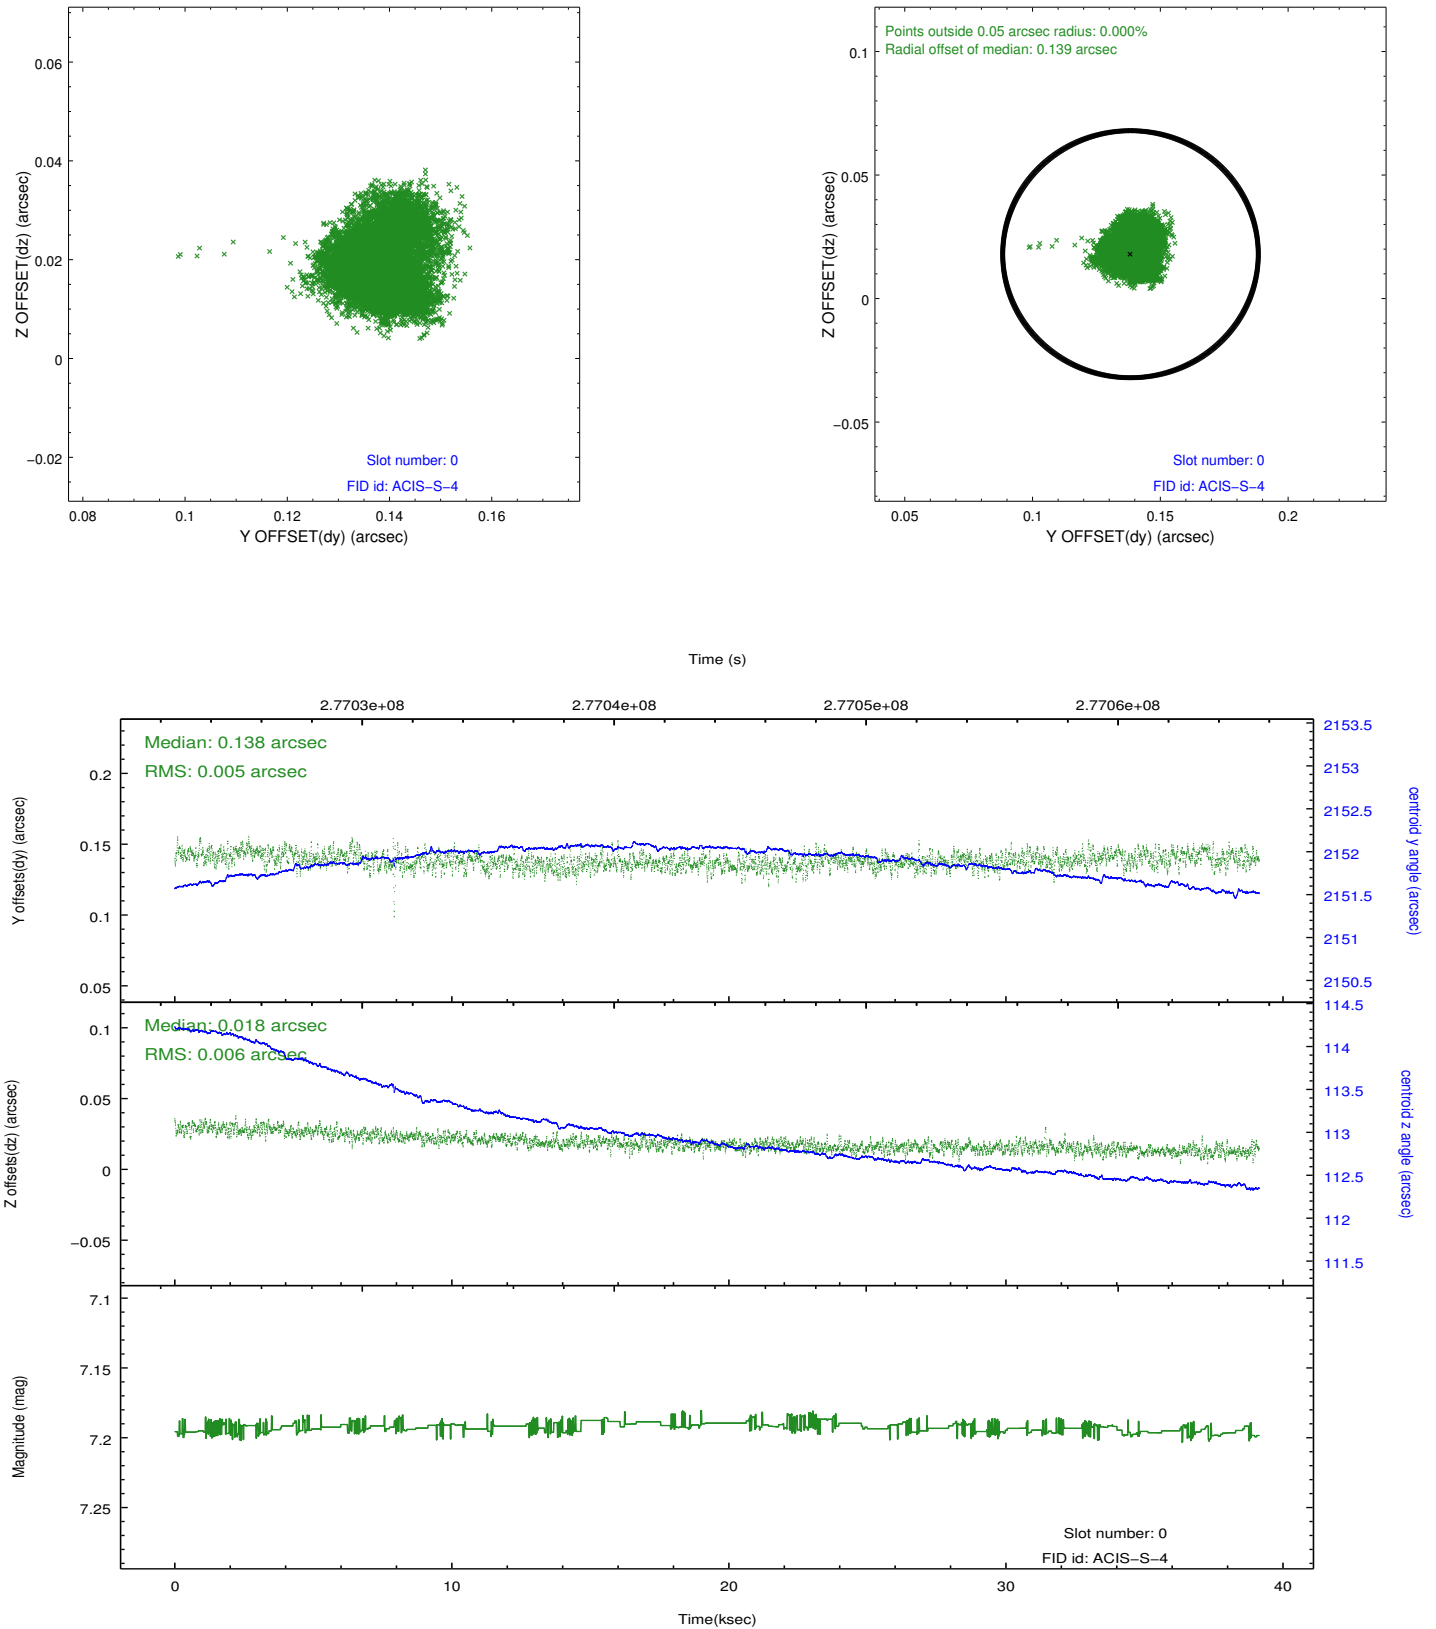 0.06
0.04
0.02
0
−0.02
Z OFFSET(dz) (arcsec)
Slot number: 0
FID id: ACIS−S−4
0.08 0.1 0.12 0.14 0.16
Y OFFSET(dy) (arcsec)
Points outside 0.05 arcsec radius: 0.000%
Radial offset of median: 0.139 arcsec
0.1
0.05
0
−0.05
Z OFFSET(dz) (arcsec)
Slot number: 0
FID id: ACIS−S−4
0.05 0.1 0.15 0.2
Y OFFSET(dy) (arcsec)
Time (s)
2.7703e+08 2.7704e+08 2.7705e+08 2.7706e+08
Median: 0.138 arcsec
RMS: 0.005 arcsec
0.2
0.15
0.1
0.05
Y offsets(dy) (arcsec)
2153.5
2153
2152.5
2152
2151.5
2151
2150.5
centroid y angle (arcsec)
Median: 0.018 arcsec
RMS: 0.006 arcsec
0.1
0.05
0
−0.05
Z offsets(dz) (arcsec)
114.5
114
113.5
113
112.5
112
111.5
centroid z angle (arcsec)
7.1
7.15
7.2
7.25
Magnitude (mag)
Slot number: 0
FID id: ACIS−S−4
0 10 20 30 40
Time(ksec)